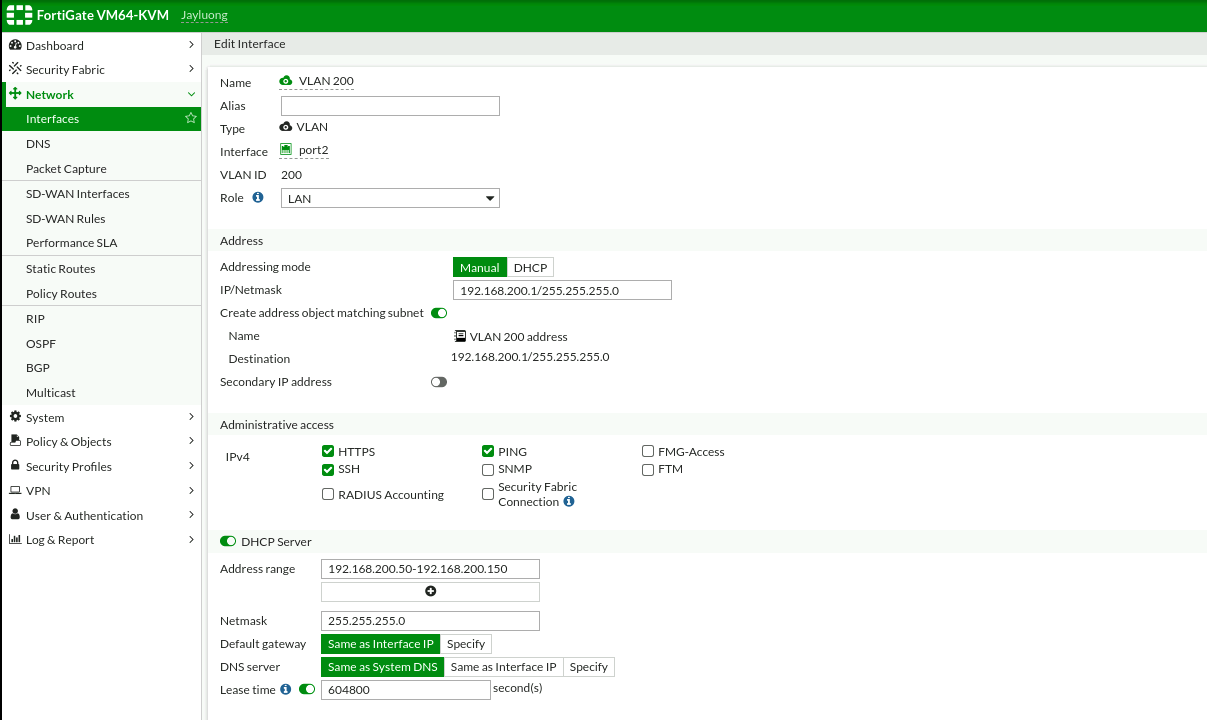 FortiGate VM64-KVM Jayluong
Dashboard
Security Fabric
Network
Interfaces
DNS
Packet Capture
SD-WAN Interfaces
SD-WAN Rules
Performance SLA
Static Routes
Policy Routes
RIP
OSPF
BGP
Multicast
System
Policy & Objects
Security Profiles
VPN
User & Authentication
Log & Report
Edit Interface
Name VLAN 200
Alias
Type VLAN
Interface port2
VLAN ID 200
Role LAN
Address
Addressing mode Manual DHCP
IP/Netmask 192.168.200.1/255.255.255.0
Create address object matching subnet
Name VLAN 200 address
Destination 192.168.200.1/255.255.255.0
Secondary IP address
Administrative access
IPv4
HTTPS PING FMG-Access
SSH SNMP FTM
RADIUS Accounting Security Fabric
Connection
DHCP Server
Address range 192.168.200.50-192.168.200.150
Netmask 255.255.255.0
Default gateway Same as Interface IP Specify
DNS server Same as System DNS Same as Interface IP Specify
Lease time 604800 second(s)